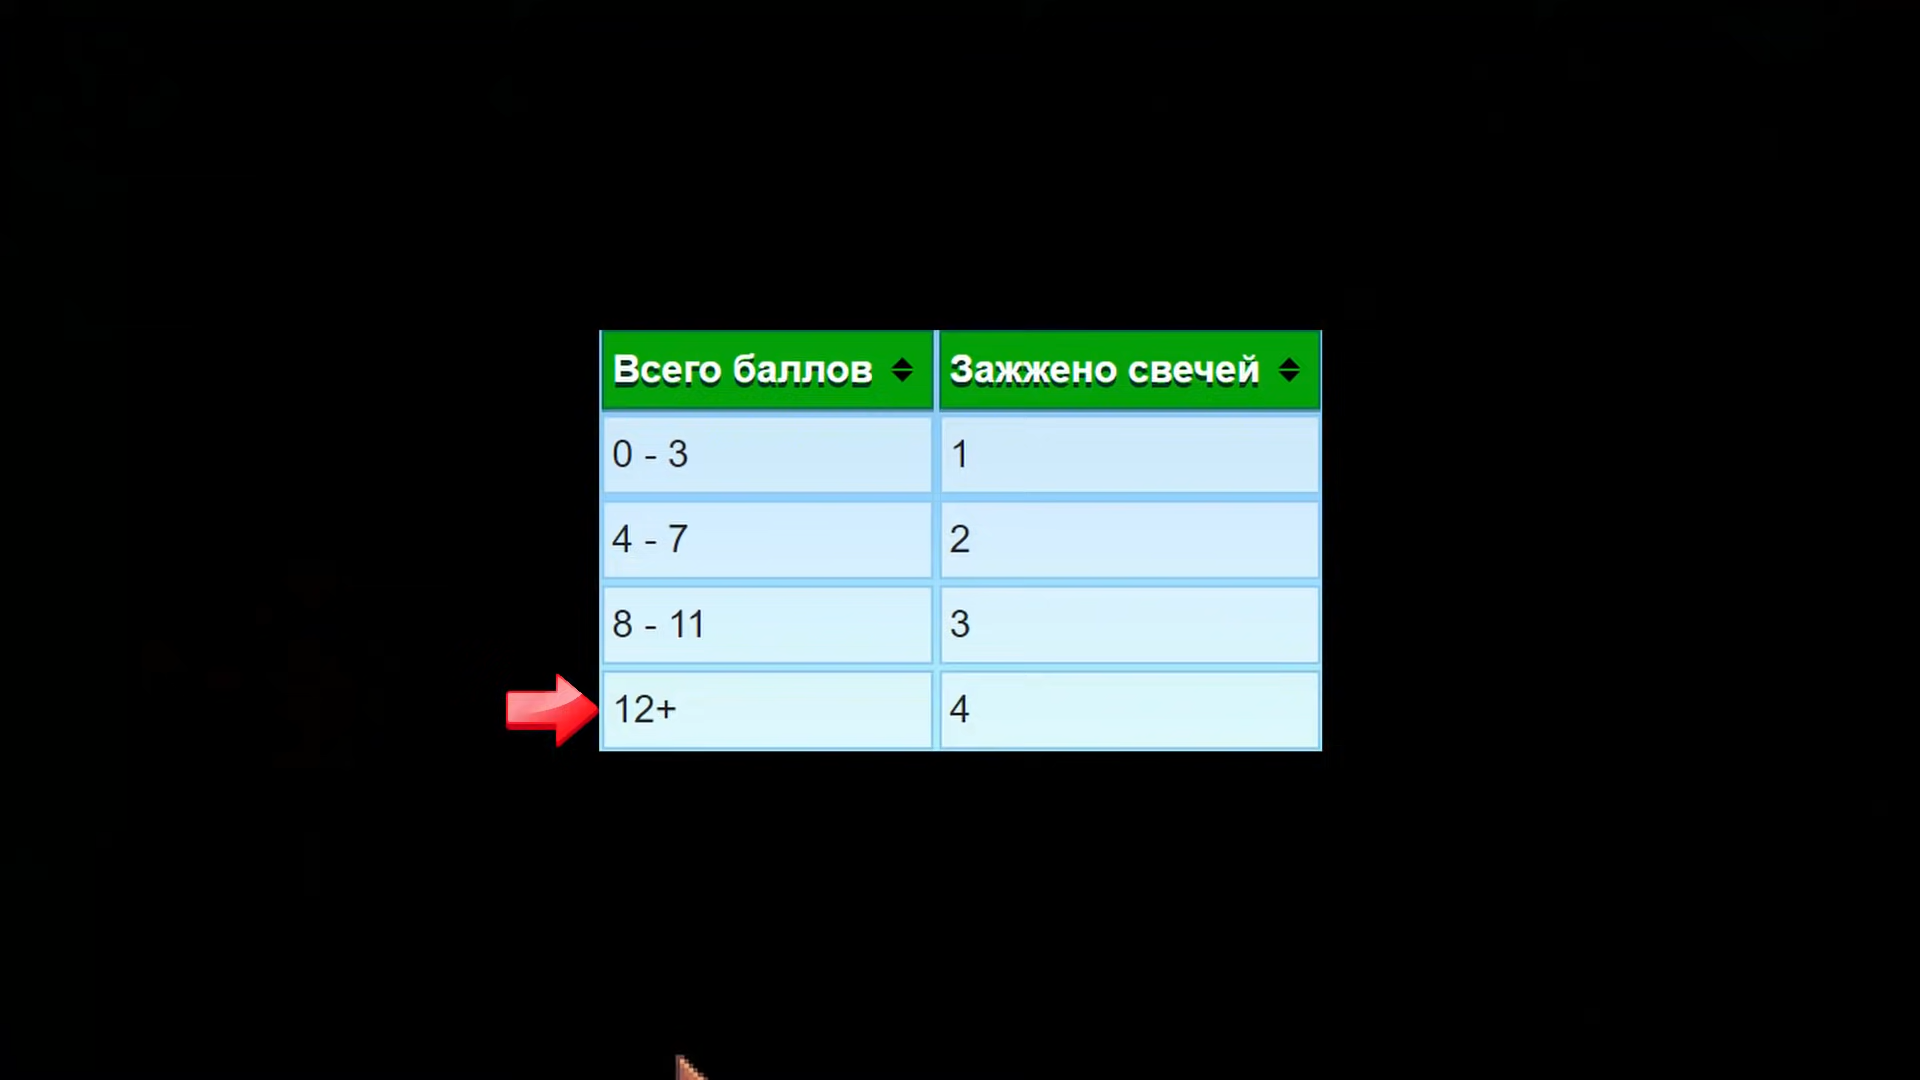 Всего баллов Зажжено свечей
0 - 3 1
4 - 7 2
8 - 11 3
12+ 4